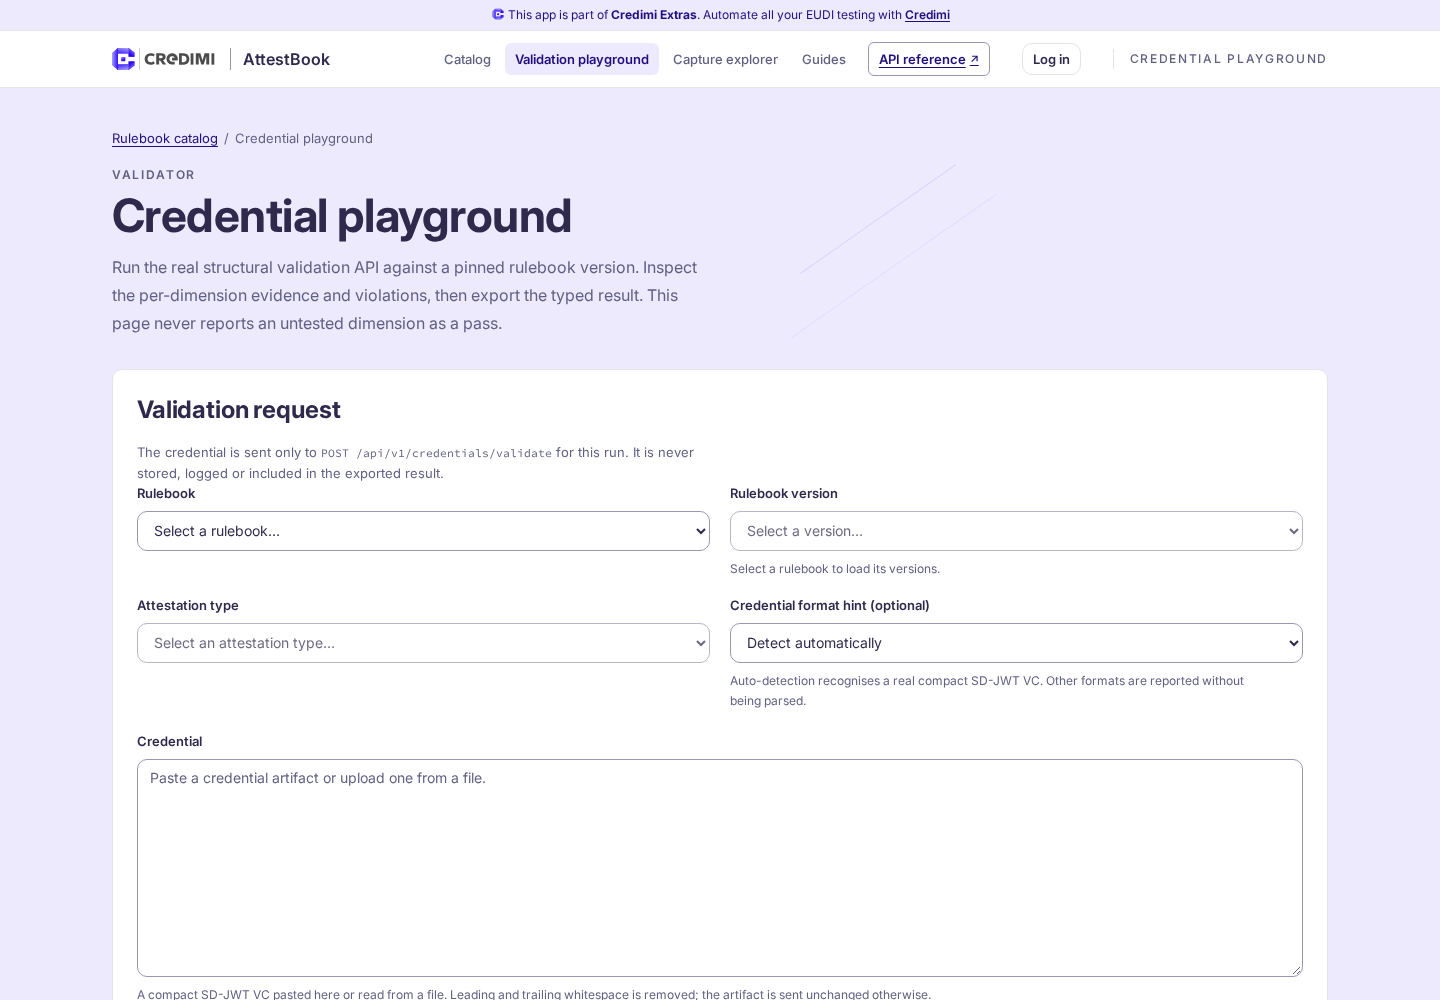 This app is part of Credimi Extras. Automate all your EUDI testing with Credimi
CREDIMI
AttestBook
Catalog
Validation playground
Capture explorer
Guides
API reference ↗
Log in
CREDENTIAL PLAYGROUND
Rulebook catalog / Credential playground
VALIDATOR
Credential playground
Run the real structural validation API against a pinned rulebook version. Inspect
the per-dimension evidence and violations, then export the typed result. This
page never reports an untested dimension as a pass.
Validation request
The credential is sent only to POST /api/v1/credentials/validate for this run. It is never
stored, logged or included in the exported result.
Rulebook
Select a rulebook...
Rulebook version
Select a version...
Select a rulebook to load its versions.
Attestation type
Select an attestation type...
Credential format hint (optional)
Detect automatically
Auto-detection recognises a real compact SD-JWT VC. Other formats are reported without
being parsed.
Credential
Paste a credential artifact or upload one from a file.
A compact SD-JWT VC pasted here or read from a file. Leading and trailing whitespace is removed; the artifact is sent unchanged otherwise.